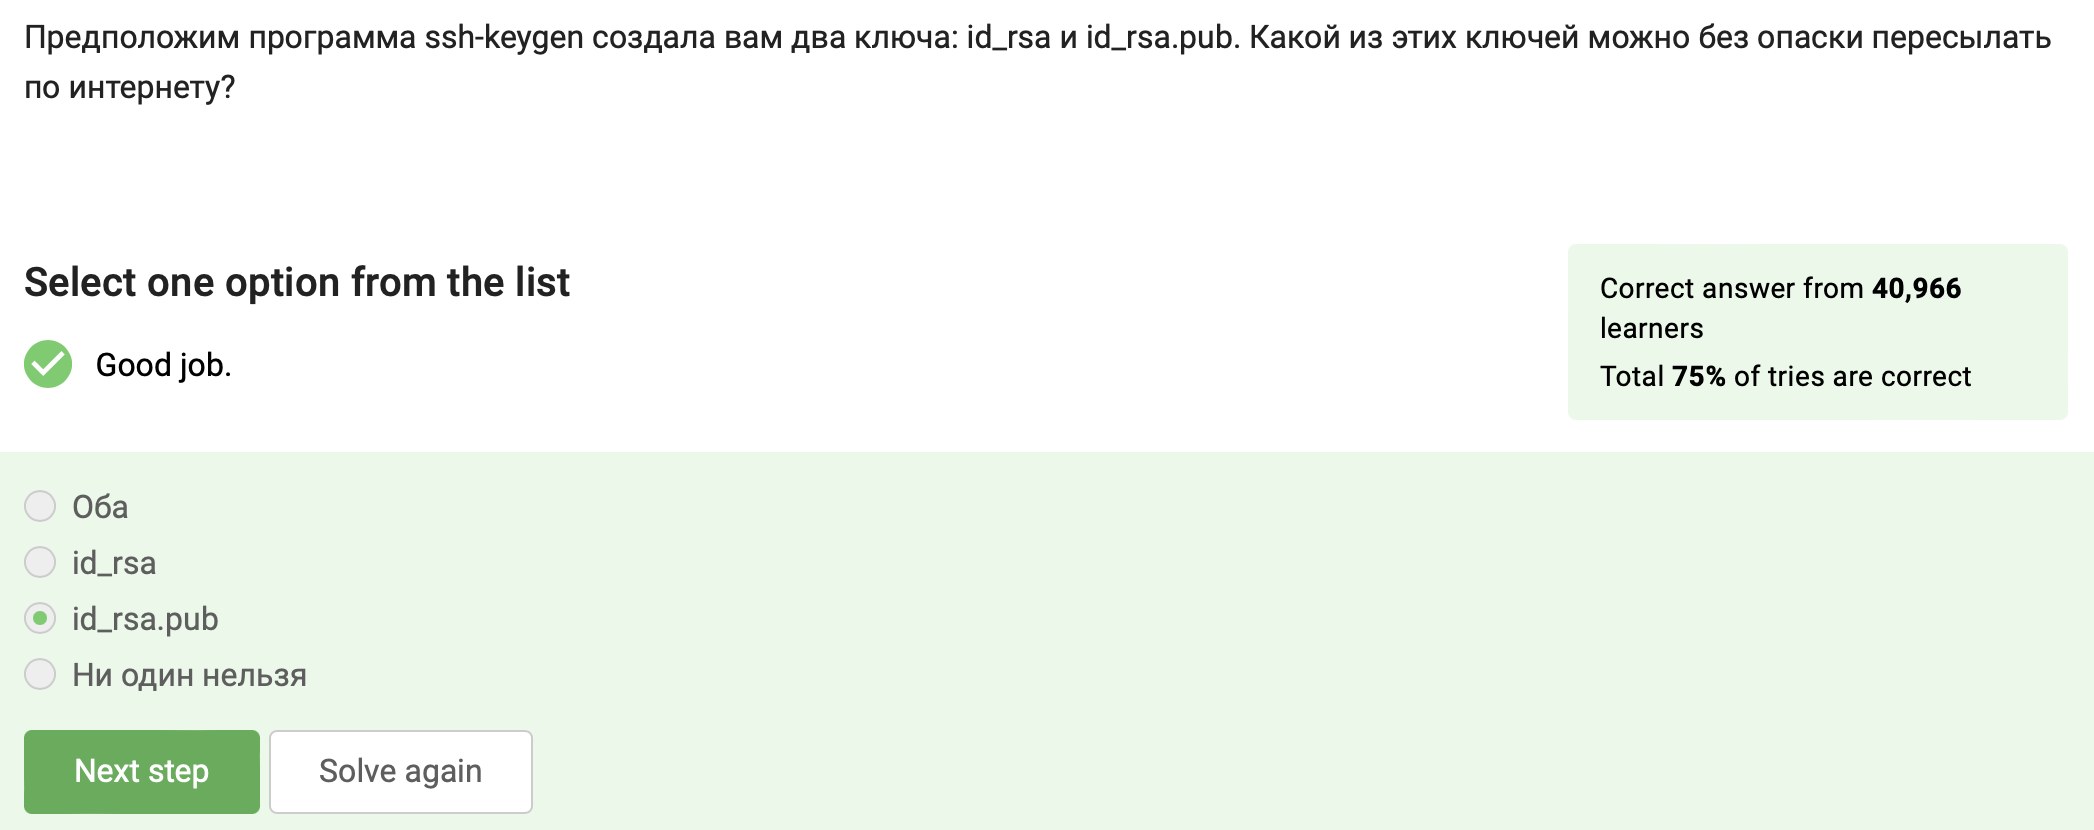 Предположим программа ssh-keygen создала вам два ключа: id_rsa и id_rsa.pub. Какой из этих ключей можно без опаски пересылать
по интернету?
Select one option from the list
Correct answer from 40,966
learners
Total 75% of tries are correct
Good job.
Оба
id_rsa
id_rsa.pub
Ни один нельзя
Next step
Solve again